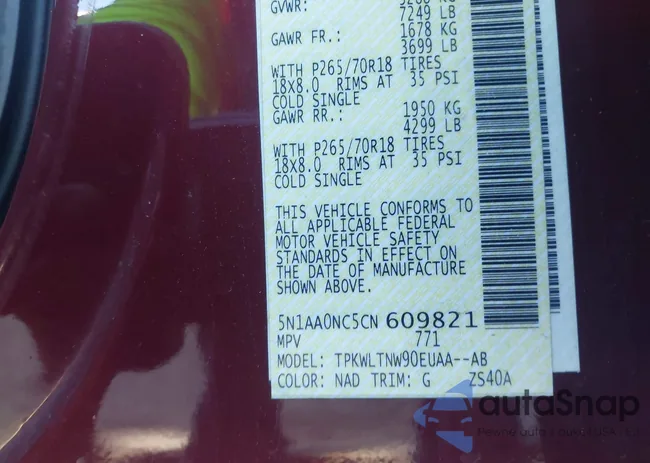 GVWR:
7249 LB
GAWR FR.: 1678 KG
3699 LB
WITH P265/70R18 TIRES
18X8.0 RIMS AT 35 PSI
COLD SINGLE
GAWR RR.: 1950 KG
4299 LB
WITH P265/70R18 TIRES
18X8.0 RIMS AT 35 PSI
COLD SINGLE
THIS VEHICLE CONFORMS TO
ALL APPLICABLE FEDERAL
MOTOR VEHICLE SAFETY
STANDARDS IN EFFECT ON
THE DATE OF MANUFACTURE
SHOWN ABOVE.
5N1AA0NC5CN 609821
MPV 771
MODEL: TPKWLTNW90EUAA--AB
COLOR: NAD TRIM: G ZS40A
autoSnap